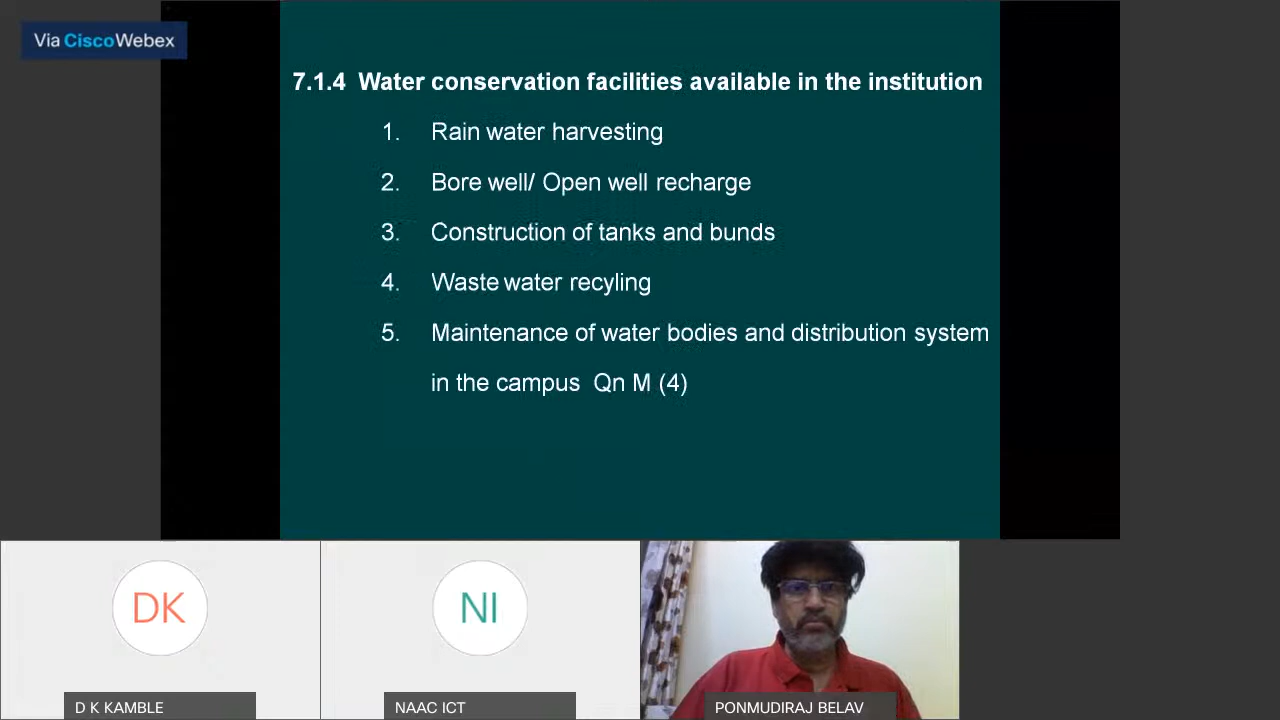 Via CiscoWebex
7.1.4 Water conservation facilities available in the institution
1. Rain water harvesting
2. Bore well/ Open well recharge
3. Construction of tanks and bunds
4. Waste water recyling
5. Maintenance of water bodies and distribution system
in the campus Qn M (4)
DK
NI
D K KAMBLE
NAAC ICT
PONMUDIRAJ BELAV